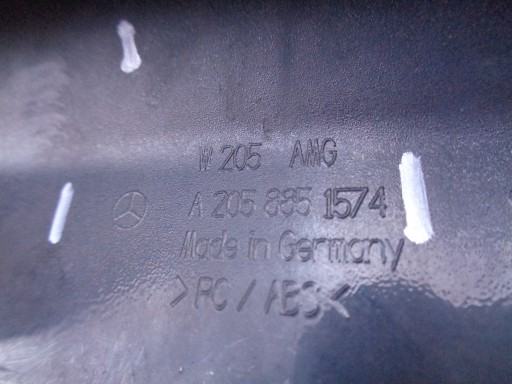 W 205 AMG
A 205 885 1574
Made in Germany
>PC/ABS<